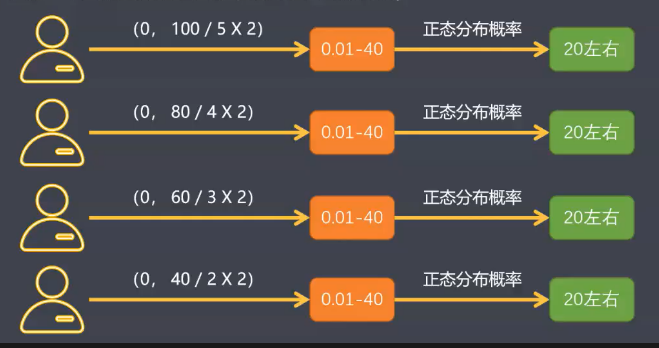 (0, 100 / 5 X 2) 0.01-40 正态分布概率 20左右
(0, 80 / 4 X 2) 0.01-40 正态分布概率 20左右
(0, 60 / 3 X 2) 0.01-40 正态分布概率 20左右
(0, 40 / 2 X 2) 0.01-40 正态分布概率 20左右